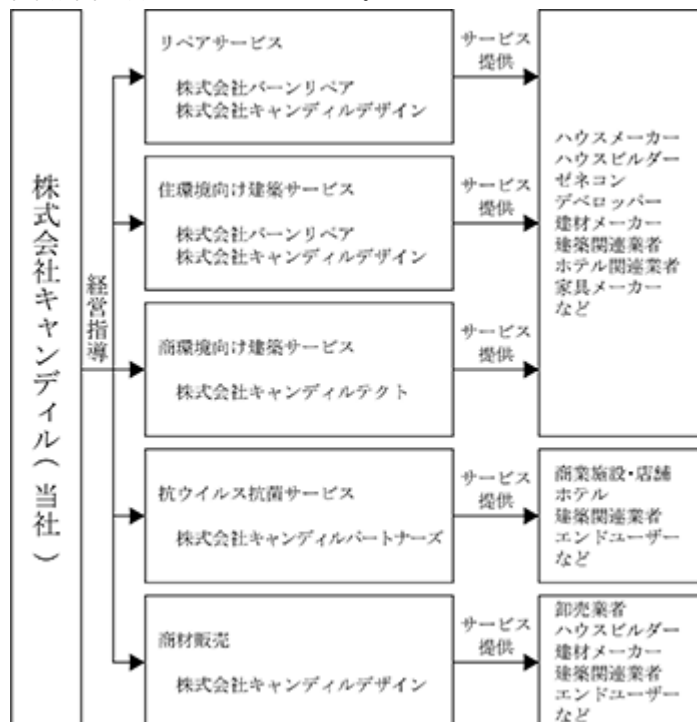 株式会社キャンディル(当社)
経営指導
リペアサービス
株式会社バーンリペア
株式会社キャンディルデザイン
サービス
提供
住環境向け建築サービス
株式会社バーンリペア
株式会社キャンディルデザイン
サービス
提供
商環境向け建築サービス
株式会社キャンディルテクト
サービス
提供
ハウスメーカー
ハウスビルダー
ゼネコン
デベロッパー
建材メーカー
建築関連業者
ホテル関連業者
家具メーカー
など
抗ウイルス抗菌サービス
株式会社キャンディルパートナーズ
サービス
提供
商業施設・店舗
ホテル
建築関連業者
エンドユーザー
など
商材販売
株式会社キャンディルデザイン
サービス
提供
卸売業者
ハウスビルダー
建材メーカー
建築関連業者
エンドユーザー
など